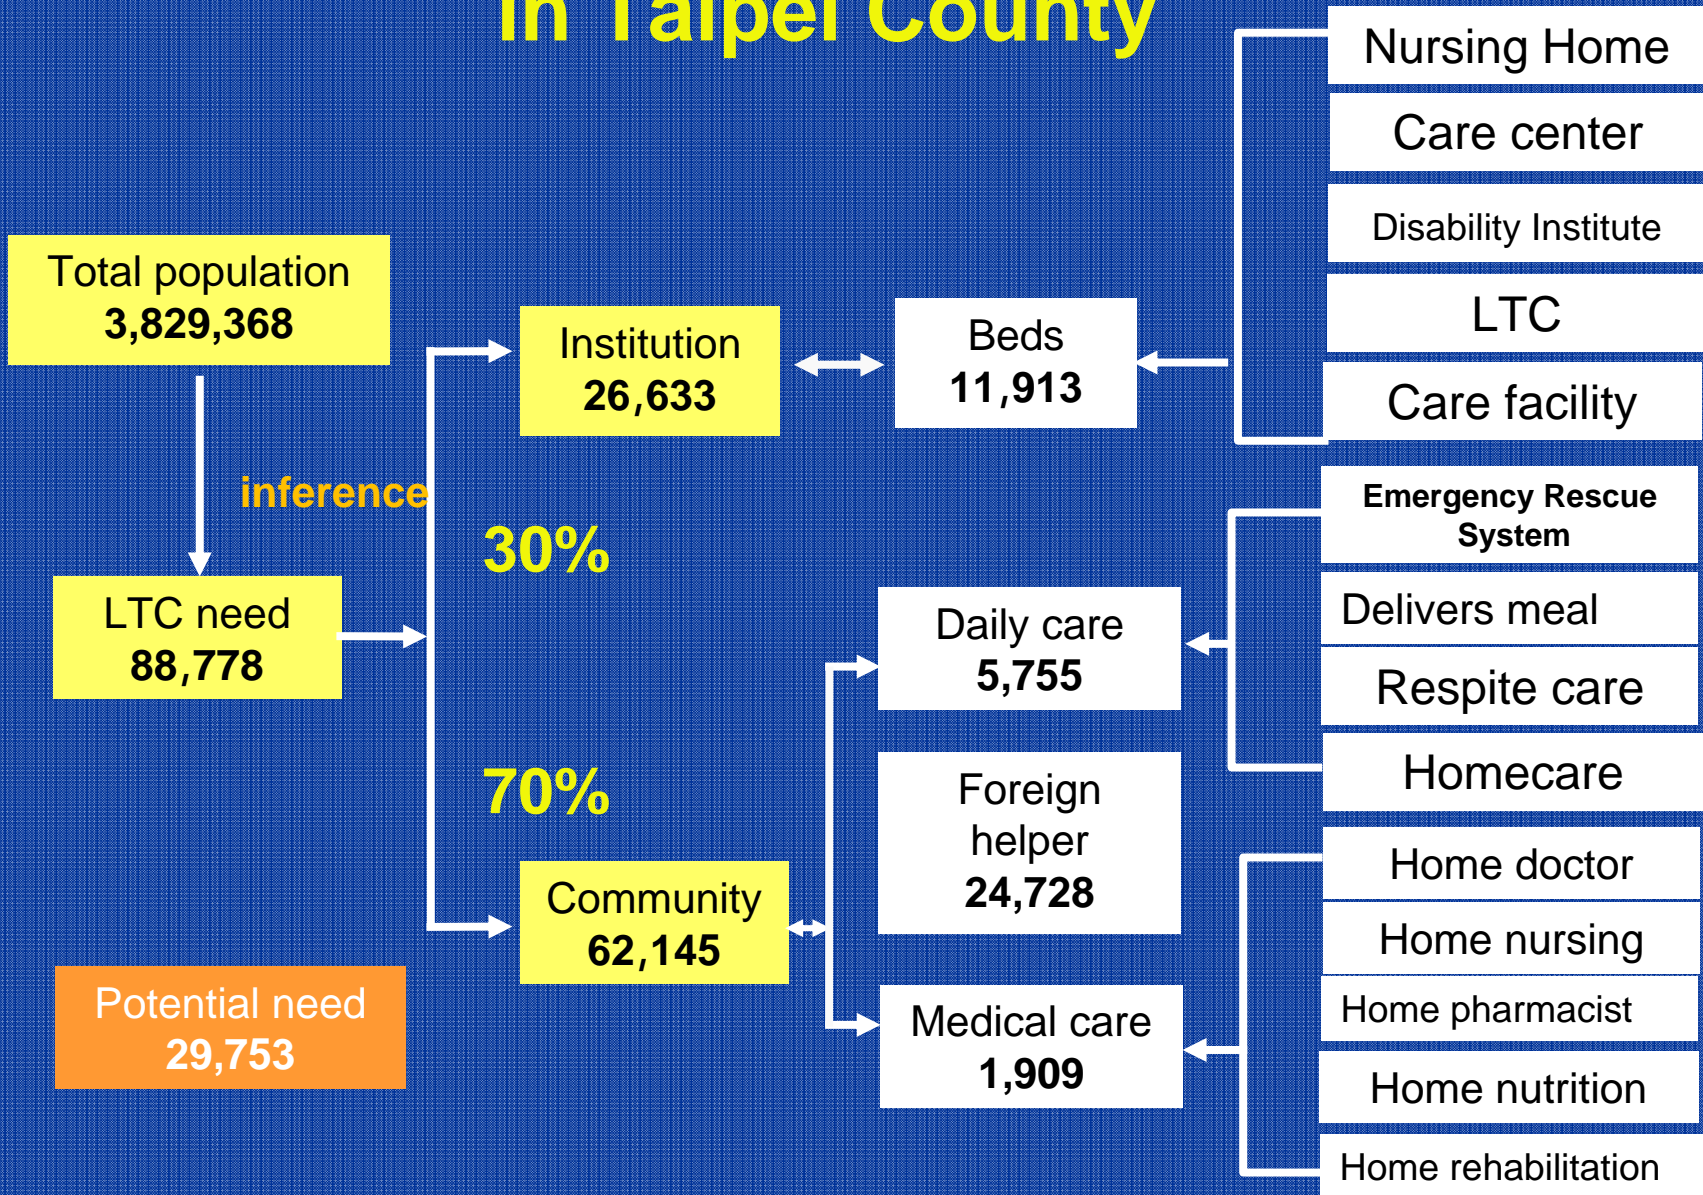 in Taipei County
Total population
3,829,368
inference
LTC need
88,778
Potential need
29,753
30%
70%
Institution
26,633
Community
62,145
Beds
11,913
Daily care
5,755
Foreign
helper
24,728
Medical care
1,909
Nursing Home
Care center
Disability Institute
LTC
Care facility
Emergency Rescue
System
Delivers meal
Respite care
Homecare
Home doctor
Home nursing
Home pharmacist
Home nutrition
Home rehabilitation